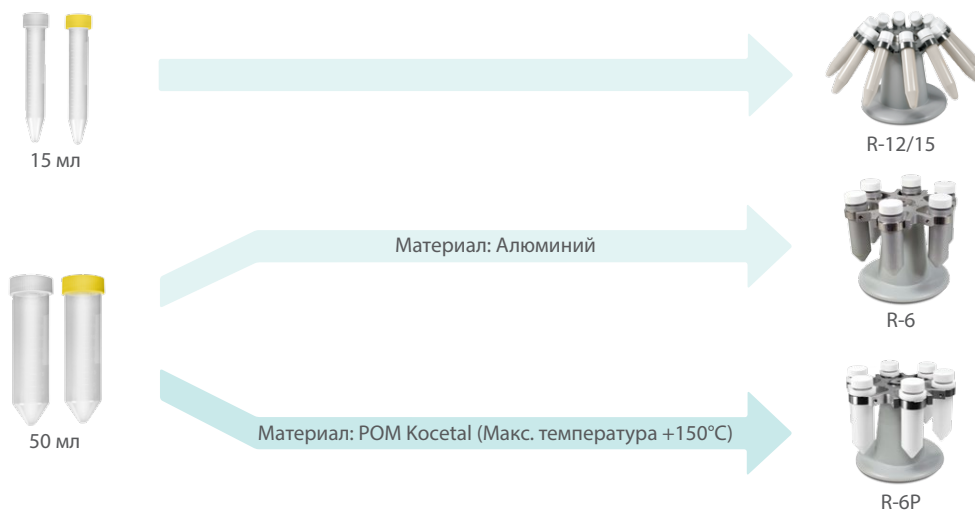 15 мл
R-12/15
Материал: Алюминий
R-6
50 мл
Материал: POM Kocetal (Макс. температура +150°C)
R-6P